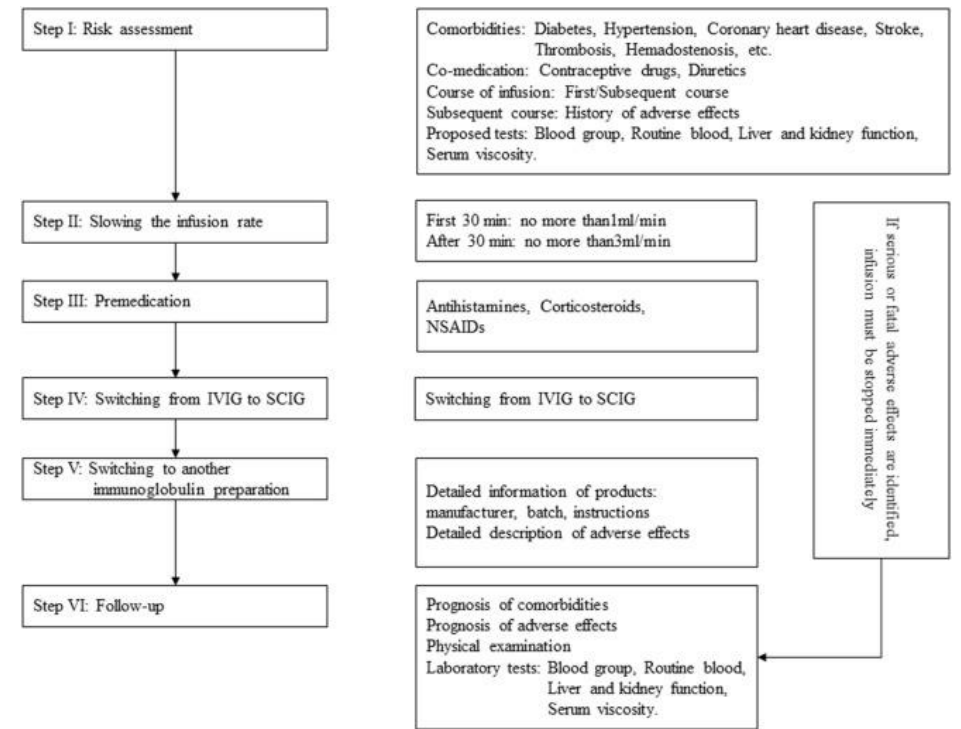 Step I: Risk assessment
Comorbidities: Diabetes, Hypertension, Coronary heart disease, Stroke,
Thrombosis, Hemadostenosis, etc.
Co-medication: Contraceptive drugs, Diuretics
Course of infusion: First/Subsequent course
Subsequent course: History of adverse effects
Proposed tests: Blood group, Routine blood, Liver and kidney function,
Serum viscosity.
Step II: Slowing the infusion rate
First 30 min: no more than1ml/min
After 30 min: no more than3ml/min
Step III: Premedication
Antihistamines, Corticosteroids,
NSAIDs
Step IV: Switching from IVIG to SCIG
Switching from IVIG to SCIG
Step V: Switching to another
immunoglobulin preparation
Detailed information of products:
manufacturer, batch, instructions
Detailed description of adverse effects
Step VI: Follow-up
Prognosis of comorbidities
Prognosis of adverse effects
Physical examination
Laboratory tests: Blood group, Routine blood,
Liver and kidney function,
Serum viscosity.
If serious or fatal adverse effects are identified,
infusion must be stopped immediately